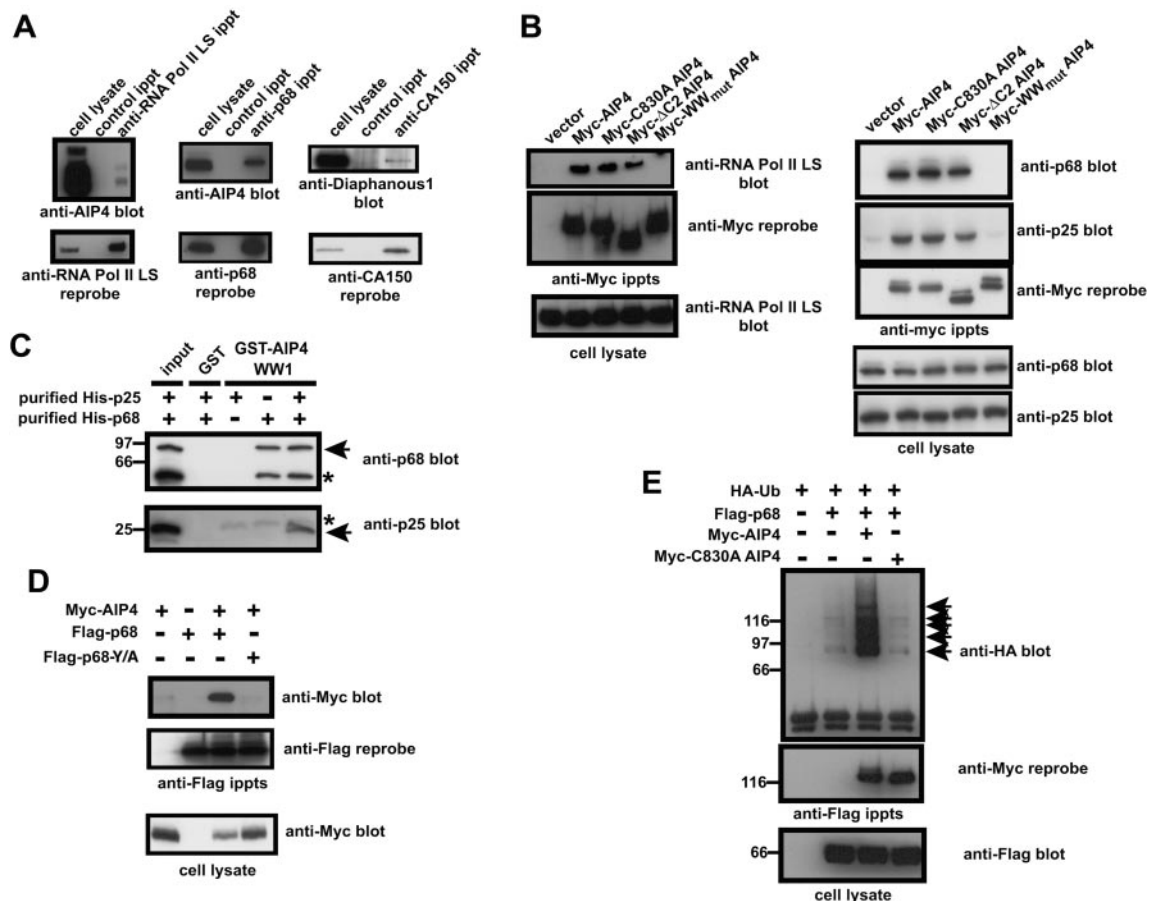 A
cell lysate
control ippt
anti-RNA Pol II LS ippt
cell lysate
control ippt
anti-p68 ippt
cell lysate
control ippt
anti-CA150 ippt
anti-AIP4 blot
anti-AIP4 blot
anti-Diaphanous1
blot
anti-RNA Pol II LS
reprobe
anti-p68
reprobe
anti-CA150
reprobe
B
vector
Myc-AIP4
Myc-C830A AIP4
Myc-ΔC2 AIP4
Myc-WWmut AIP4
anti-RNA Pol II LS
blot
anti-Myc reprobe
anti-Myc ippts
anti-RNA Pol II LS
blot
cell lysate
vector
Myc-AIP4
Myc-C830A AIP4
Myc-ΔC2 AIP4
Myc-WWmut AIP4
anti-p68 blot
anti-p25 blot
anti-Myc reprobe
anti-myc ippts
anti-p68 blot
anti-p25 blot
cell lysate
C
input
GST
GST-AIP4
WW1
purified His-p25 + + + - +
purified His-p68 + + - + +
97
66
anti-p68 blot
*
25
*
anti-p25 blot
D
Myc-AIP4 + - + +
Flag-p68 - + + -
Flag-p68-Y/A - - - +
anti-Myc blot
anti-Flag reprobe
anti-Flag ippts
anti-Myc blot
cell lysate
E
HA-Ub + + + +
Flag-p68 - + + +
Myc-AIP4 - - + -
Myc-C830A AIP4 - - - +
116
97
66
anti-HA blot
116
anti-Myc reprobe
anti-Flag ippts
66
anti-Flag blot
cell lysate